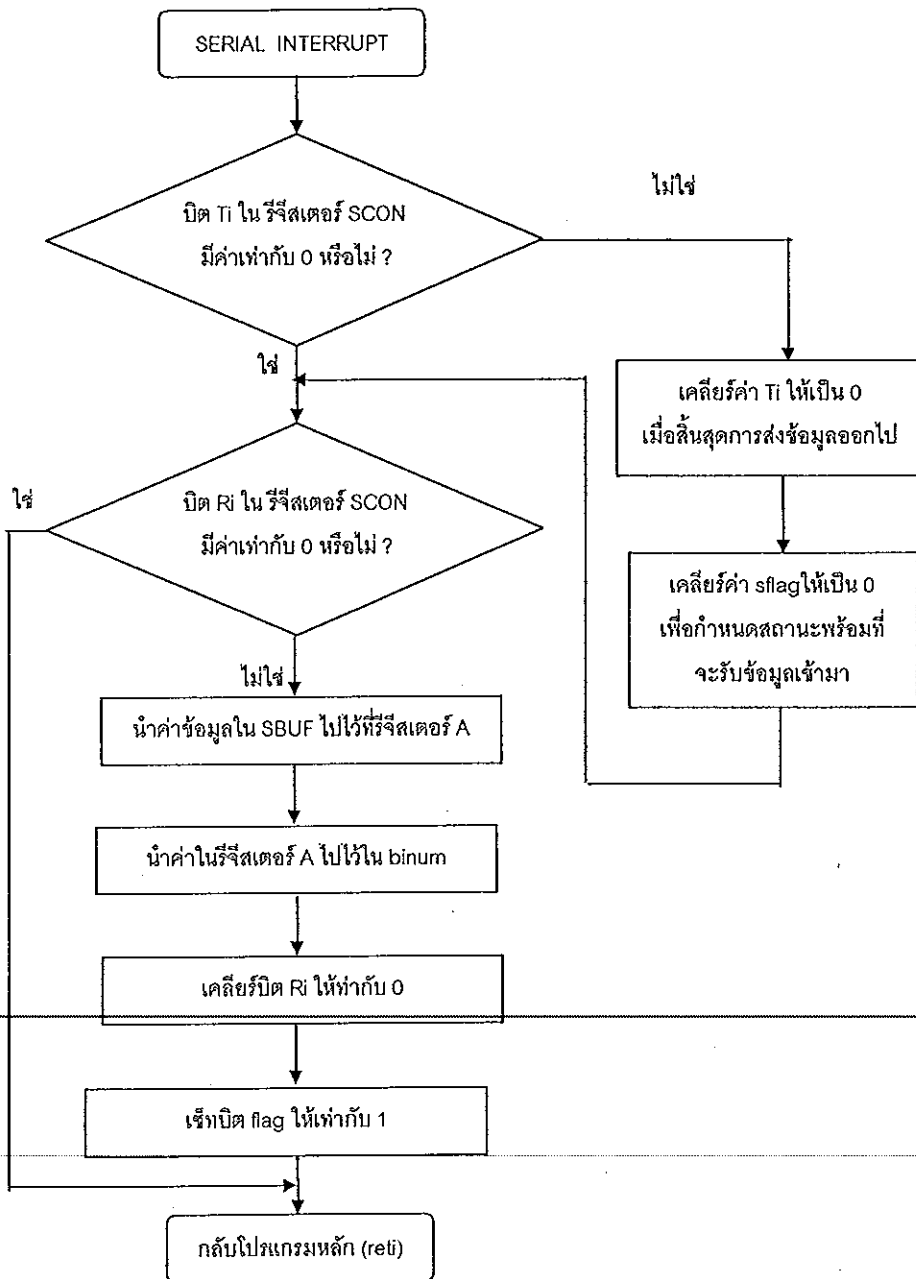 SERIAL INTERRUPT
บิต Ti ใน รีจีสเตอร์ SCON
มีค่าเท่ากับ 0 หรือไม่ ?
ไม่ใช่
ใช่
เคลียร์ค่า Ti ให้เป็น 0
เมื่อสิ้นสุดการส่งข้อมูลออกไป
ใช่
บิต Ri ใน รีจีสเตอร์ SCON
มีค่าเท่ากับ 0 หรือไม่ ?
เคลียร์ค่า sflag ให้เป็น 0
เพื่อกำหนดสถานะพร้อมที่
จะรับข้อมูลเข้ามา
ไม่ใช่
นำค่าข้อมูลใน SBUF ไปไว้ที่รีจีสเตอร์ A
นำค่าในรีจีสเตอร์ A ไปไว้ใน binum
เคลียร์บิต Ri ให้ท่ากับ 0
เซ็ทบิต flag ให้เท่ากับ 1
กลับโปรแกรมหลัก (reti)